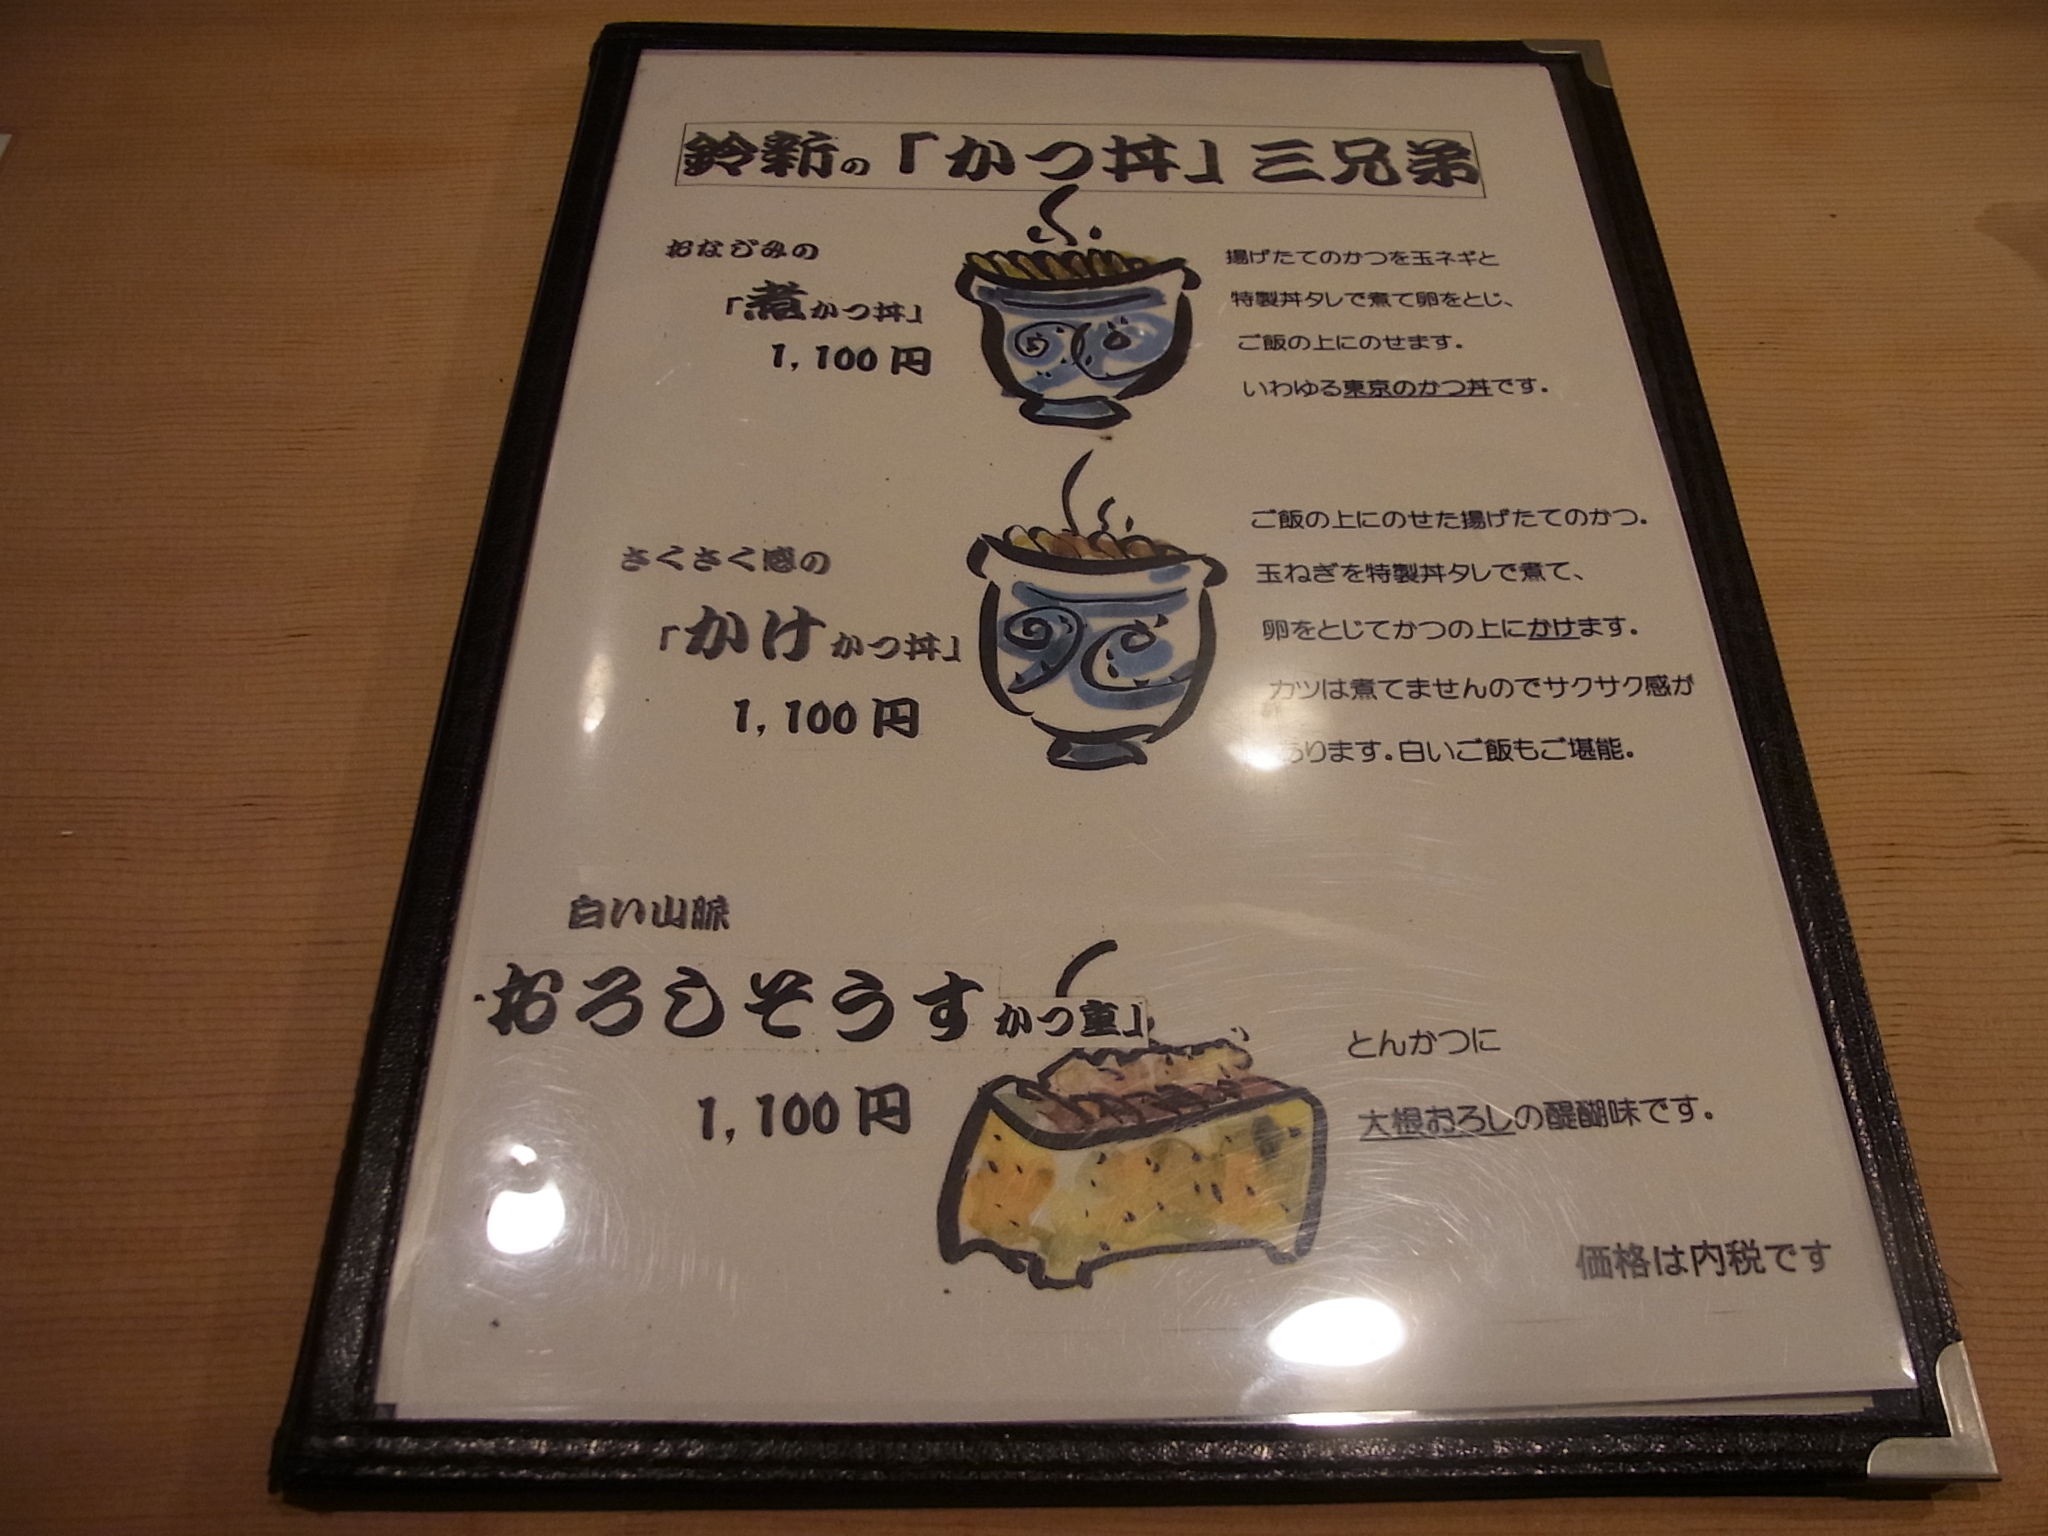 鈴新の「かつ丼」三兄弟
おなじみの
「煮かつ丼」
1,100円
揚げたてのかつを玉ネギと
特製丼タレで煮て卵をとじ、
ご飯の上にのせます。
いわゆる東京のかつ丼です。
さくさく感の
「かけかつ丼」
1,100円
ご飯の上にのせた揚げたてのかつ。
玉ねぎを特製丼タレで煮て、
卵をとじてかつの上にかけます。
カツは煮てませんのでサクサク感が
あります。白いご飯もご堪能。
白い山脈
おろしそうすかつ重」
1,100円
とんかつに
大根おろしの醍醐味です。
価格は内税です